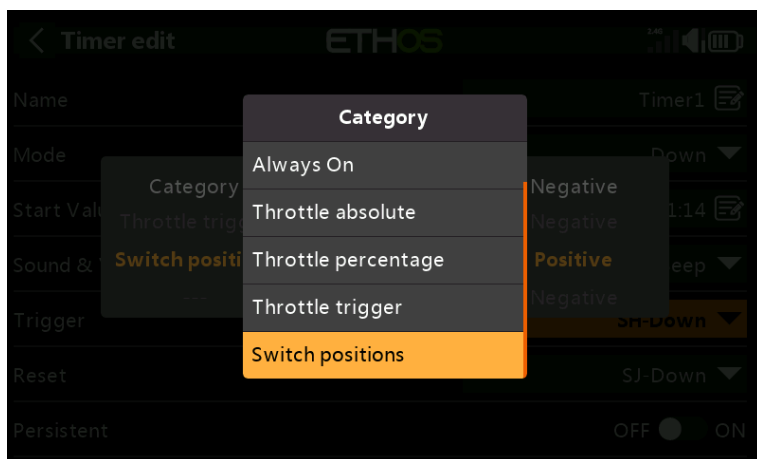 Timer edit
ETHOS
Name
Timer1
Category
Mode
Down
Always On
Category
Negative
Start Valu
1:14
Throttle trigg
Throttle absolute
Negative
Sound &
Switch positi
Throttle percentage
Positive
eep
---
Throttle trigger
Negative
Trigger
SH-Down
Switch positions
Reset
SJ-Down
Persistent
OFF
ON